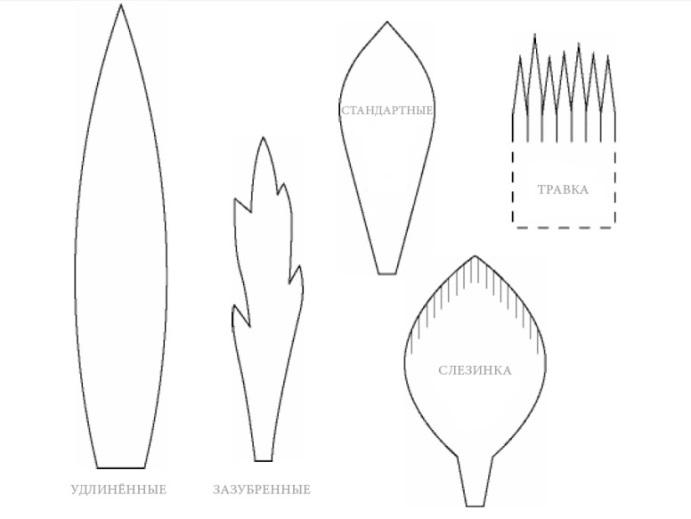 СТАНДАРТНЫЕ
ТРАВКА
СЛЕЗИНКА
УДЛИНЁННЫЕ
ЗАЗУБРЕННЫЕ